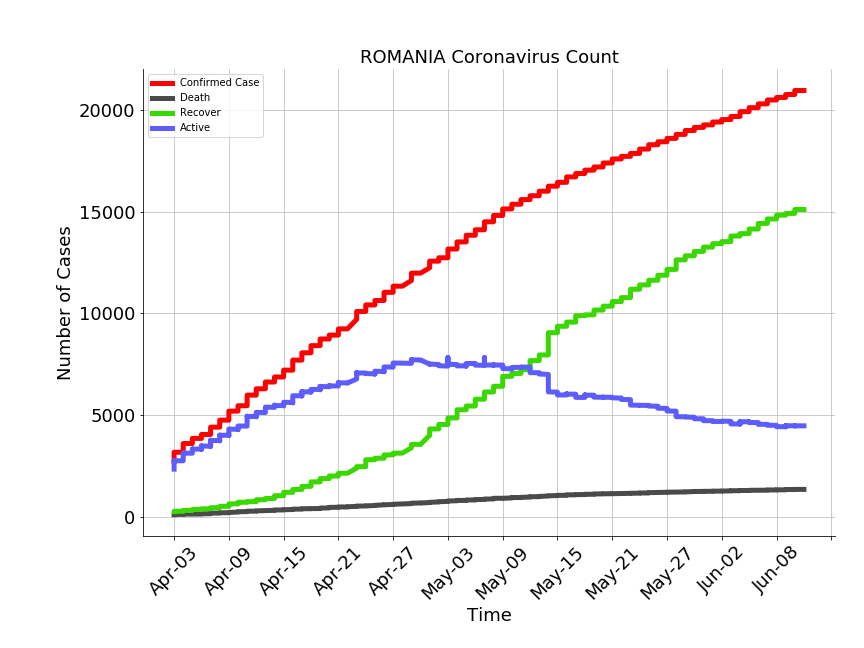 ROMANIA Coronavirus Count
Confirmed Case
Death
Recover
Active
Number of Cases
20000
15000
10000
5000
0
Apr-03 Apr-09 Apr-15 Apr-21 Apr-27 May-03 May-09 May-15 May-21 May-27 Jun-02 Jun-08
Time